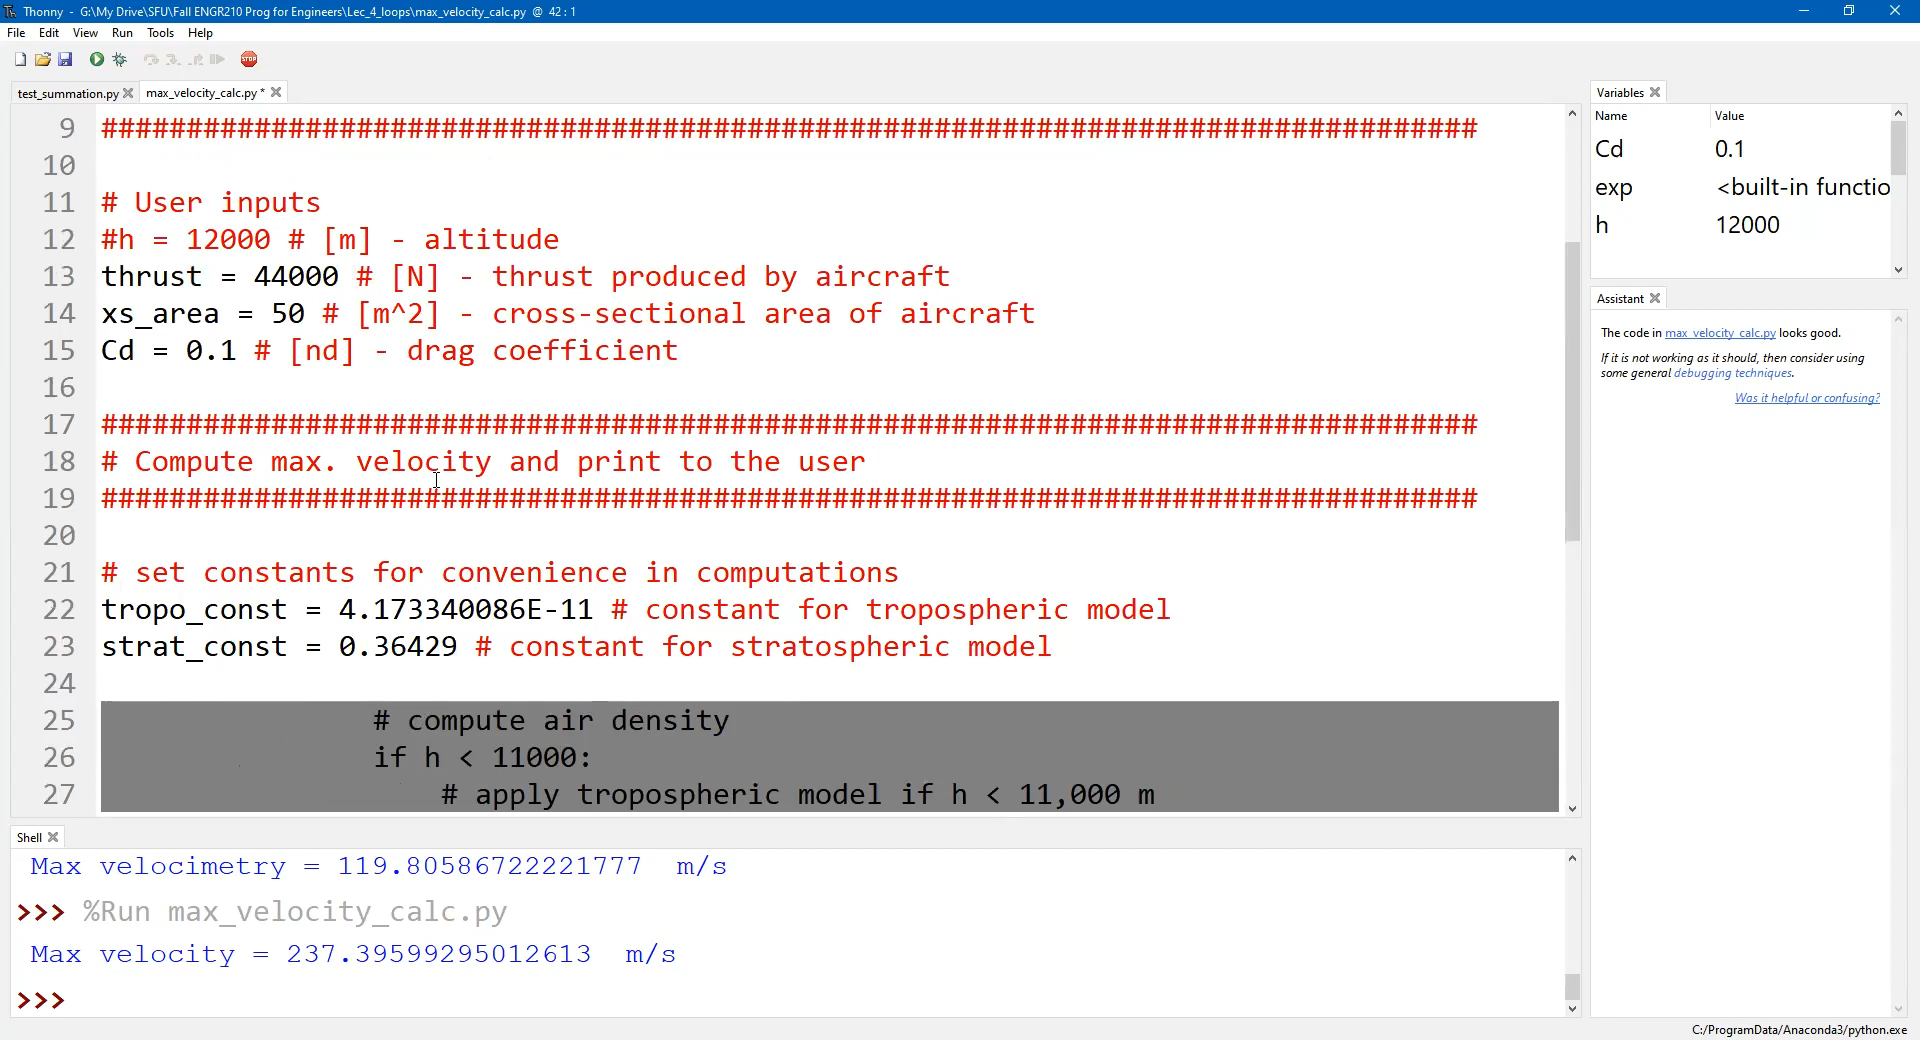 Thonny - G:\My Drive\SFU\Fall ENGR210 Prog for Engineers\Lec_4_loops\max_velocity_calc.py @ 42 : 1
File Edit View Run Tools Help
STOP
test_summation.py
max_velocity_calc.py *
9 #################################################################################
10
11 # User inputs
12 #h = 12000 # [m] - altitude
13 thrust = 44000 # [N] - thrust produced by aircraft
14 xs_area = 50 # [m^2] - cross-sectional area of aircraft
15 Cd = 0.1 # [nd] - drag coefficient
16
17 #################################################################################
18 # Compute max. velocity and print to the user
19 #################################################################################
20
21 # set constants for convenience in computations
22 tropo_const = 4.173340086E-11 # constant for tropospheric model
23 strat_const = 0.36429 # constant for stratospheric model
24
25 # compute air density
26 if h < 11000:
27 # apply tropospheric model if h < 11,000 m
Shell
Max velocimetry = 119.80586722221777 m/s
>>> %Run max_velocity_calc.py
Max velocity = 237.39599295012613 m/s
>>>
Variables
Name Value
Cd 0.1
exp <built-in functio
h 12000
Assistant
The code in max_velocity_calc.py looks good.
If it is not working as it should, then consider using
some general debugging techniques.
Was it helpful or confusing?
C:/ProgramData/Anaconda3/python.exe